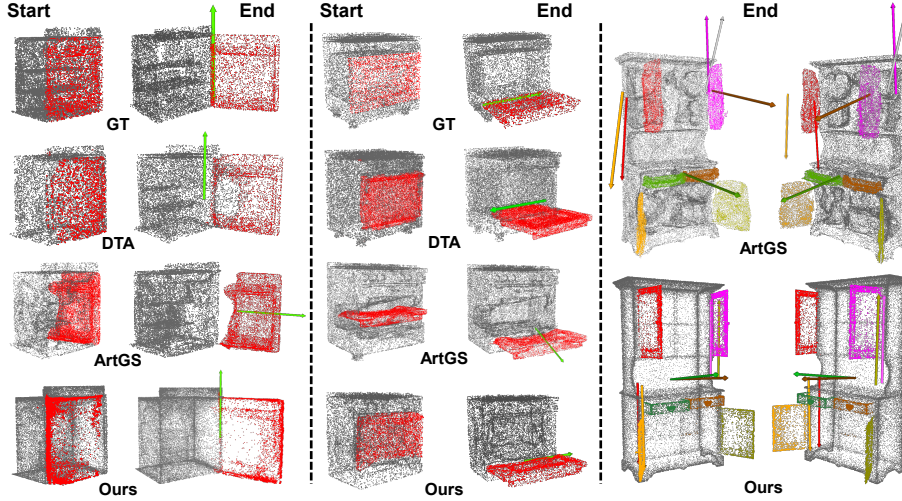 Start End
GT
DTA
ArtGS
Ours
Start End
GT
DTA
ArtGS
Ours
End
ArtGS
Ours